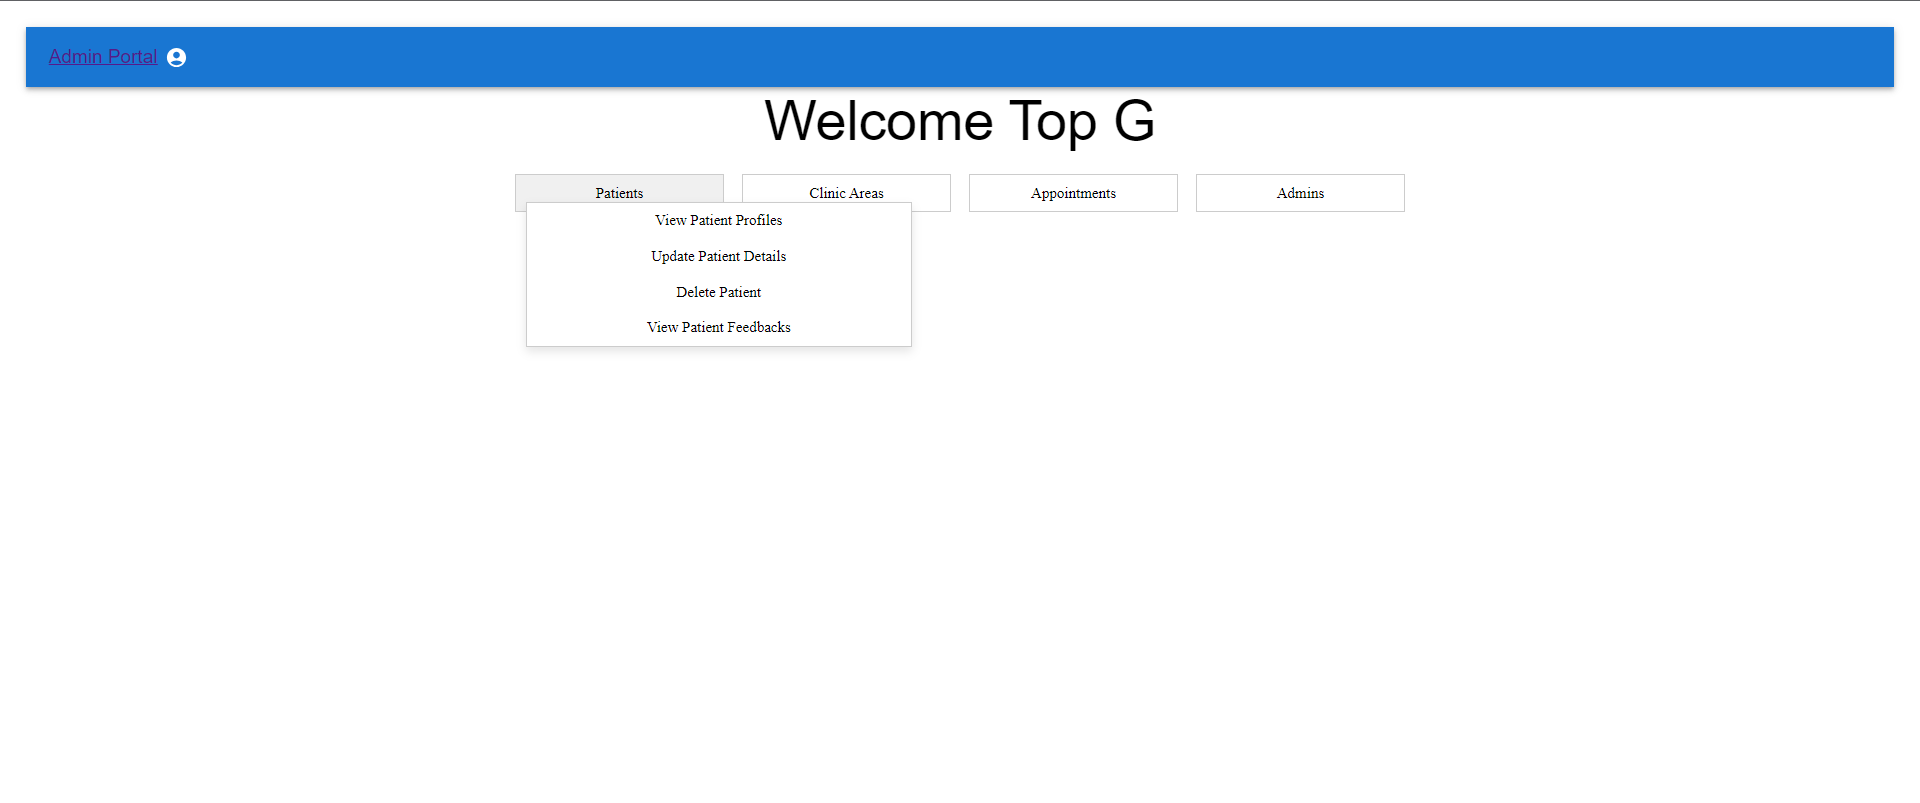 Admin Portal
Welcome Top G
Patients
Clinic Areas
Appointments
Admins
View Patient Profiles
Update Patient Details
Delete Patient
View Patient Feedbacks